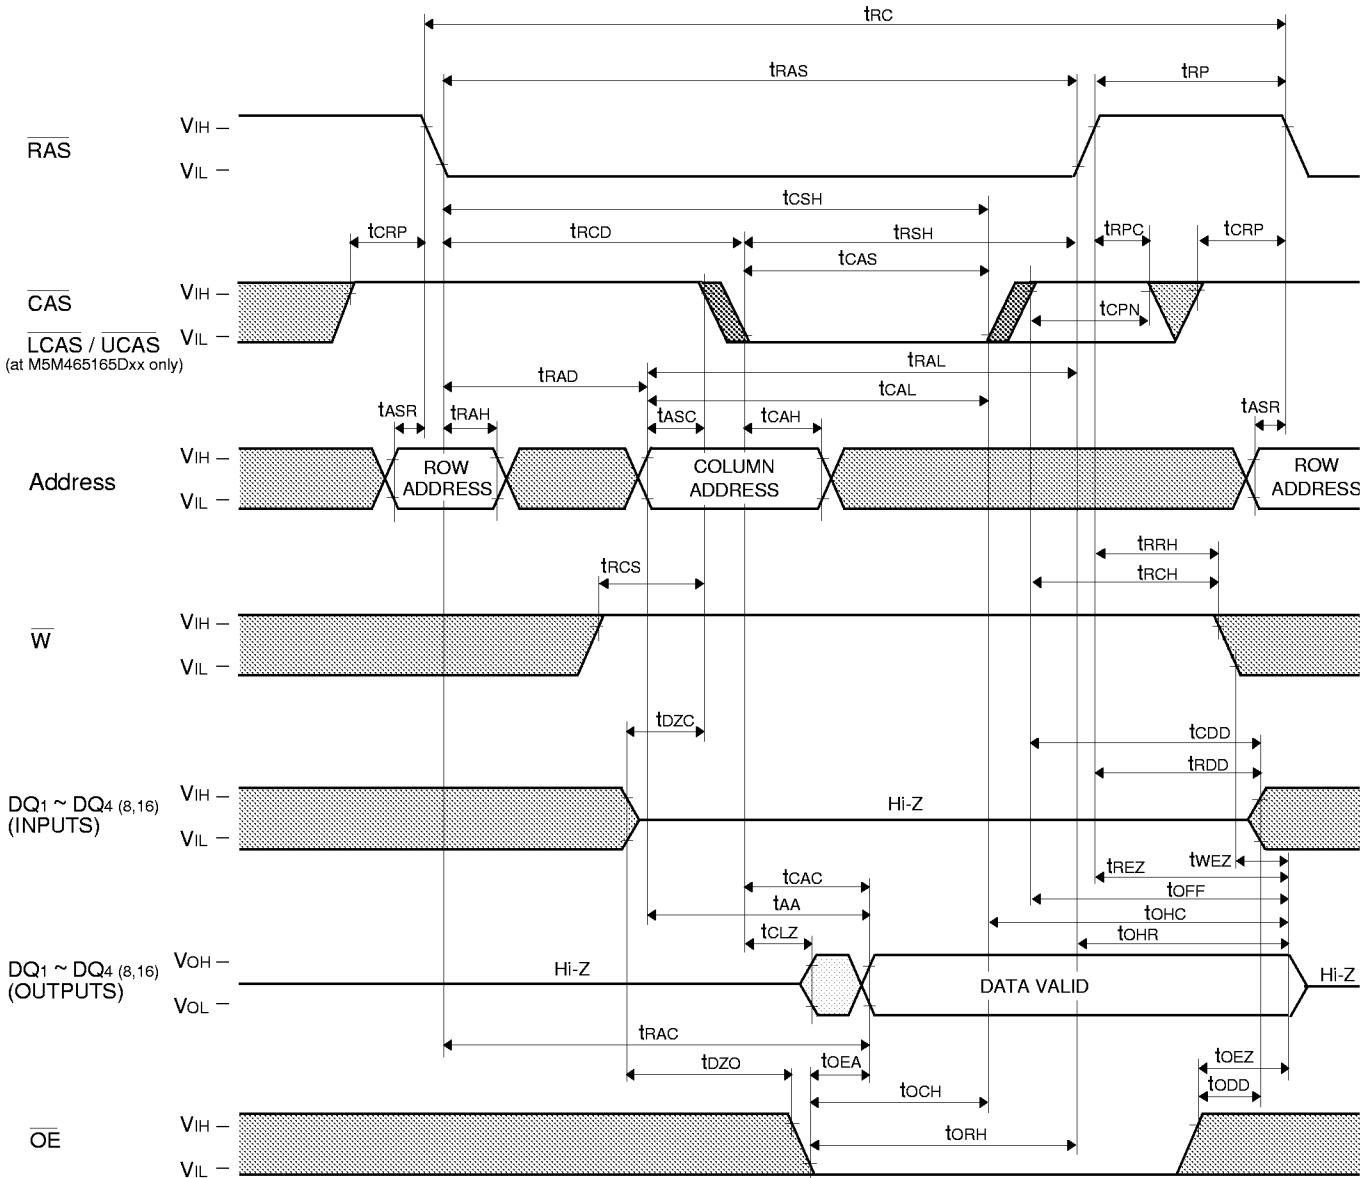 tRC
tRAS
tRP
RAS
VIH
VIL
tCSH
tCRP
tRCD
tRSH
tRPC
tCRP
tCAS
CAS
LCAS / UCAS
(at M5M465165Dxx only)
VIH
VIL
tCPN
tRAL
tRAD
tCAL
tASR
tRAH
tASC
tCAH
tASR
Address
VIH
VIL
ROW
ADDRESS
COLUMN
ADDRESS
ROW
ADDRESS
tRRH
tRCS
tRCH
W
VIH
VIL
tDZC
tCDD
tRDD
DQ1 ~ DQ4 (8,16)
(INPUTS)
VIH
VIL
Hi-Z
tWEZ
tREZ
tCAC
tOFF
tAA
tOHC
tCLZ
tOHR
DQ1 ~ DQ4 (8,16)
(OUTPUTS)
VOH
VOL
Hi-Z
DATA VALID
Hi-Z
tRAC
tDZO
tOEA
tOEZ
tODD
tOCH
tORH
OE
VIH
VIL